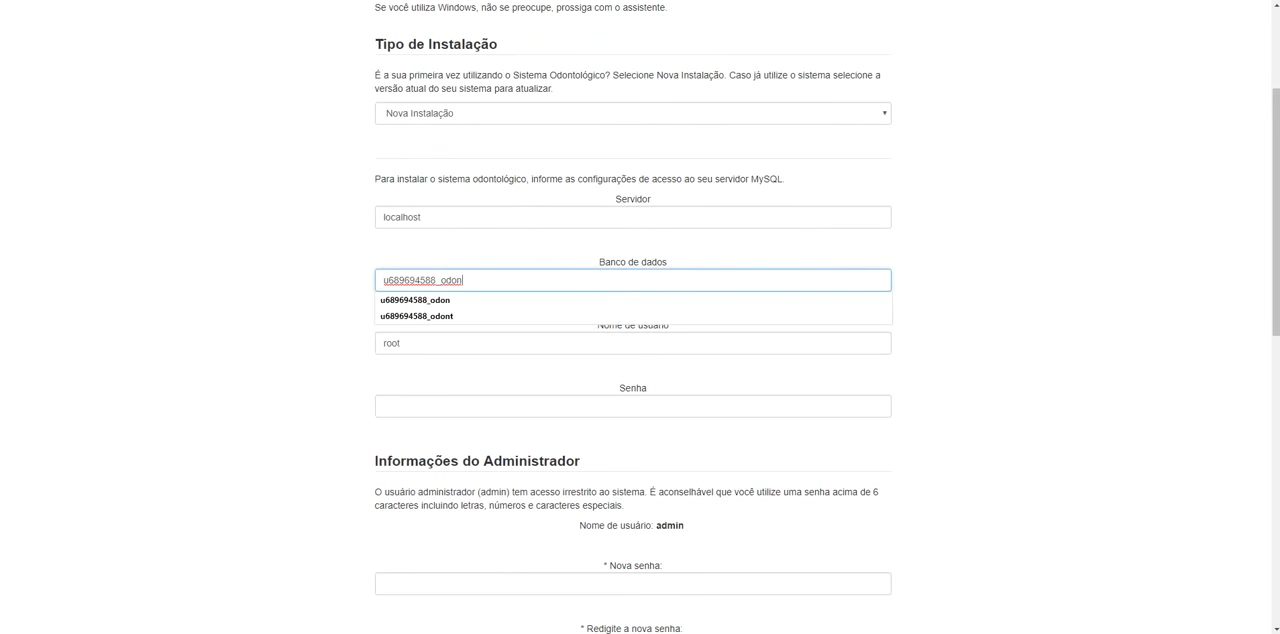 Se você utiliza Windows, não se preocupe, prossiga com o assistente.
Tipo de Instalação
É a sua primeira vez utilizando o Sistema Odontológico? Selecione Nova Instalação. Caso já utilize o sistema selecione a
versão atual do seu sistema para atualizar.
Nova Instalação
Para instalar o sistema odontológico, informe as configurações de acesso ao seu servidor MySQL.
Servidor
localhost
Banco de dados
u689694588_odon
u689694588_odon
u689694588_odont
Nome de usuário
root
Senha
Informações do Administrador
O usuário administrador (admin) tem acesso irrestrito ao sistema. É aconselhável que você utilize uma senha acima de 6
caracteres incluindo letras, números e caracteres especiais.
Nome de usuário: admin
* Nova senha:
* Redigite a nova senha: